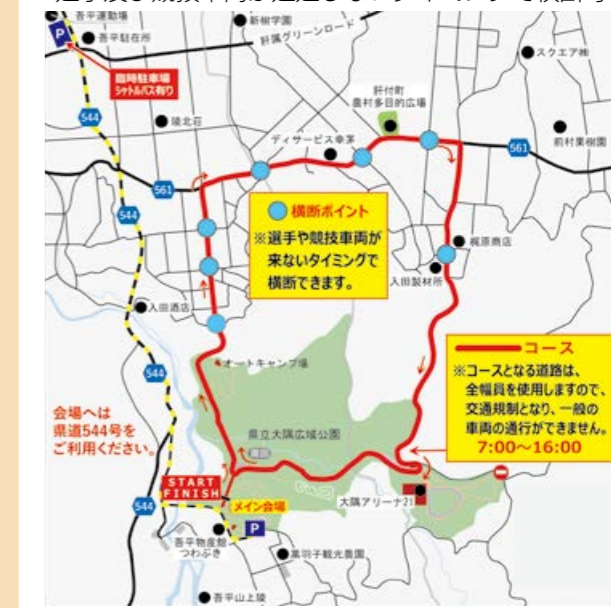 吾平運動場
P
吾平駐在所
臨時駐車場
シャトルバス有り
新樹学園
肝属グリーンロード
スクエア㈱
肝付町
農村多目的広場
544
陵北荘
ディサービス幸茅
561
前村果樹園
561
544
横断ポイント
※選手や競技車両が
来ないタイミングで
横断できます。
梶原商店
入田製材所
入田酒店
544
オートキャンプ場
コース
※コースとなる道路は、
全幅員を使用しますので、
交通規制となり、一般の
車両の通行ができません。
7:00～16:00
会場へは
県道544号を
ご利用ください。
県立大隅広域公園
START
FINISH
メイン会場
大隅アリーナ21
544
P
吾平物産館
つわぶき
黒羽子観光農園
吾平山上陵